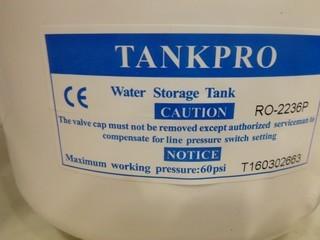 TANKPRO
CE Water Storage Tank
CAUTION RO-2236P
The valve cap must not be removed except authorized serviceman
compensate for line pressure switch setting
NOTICE
Maximum working pressure:60psi T160302663